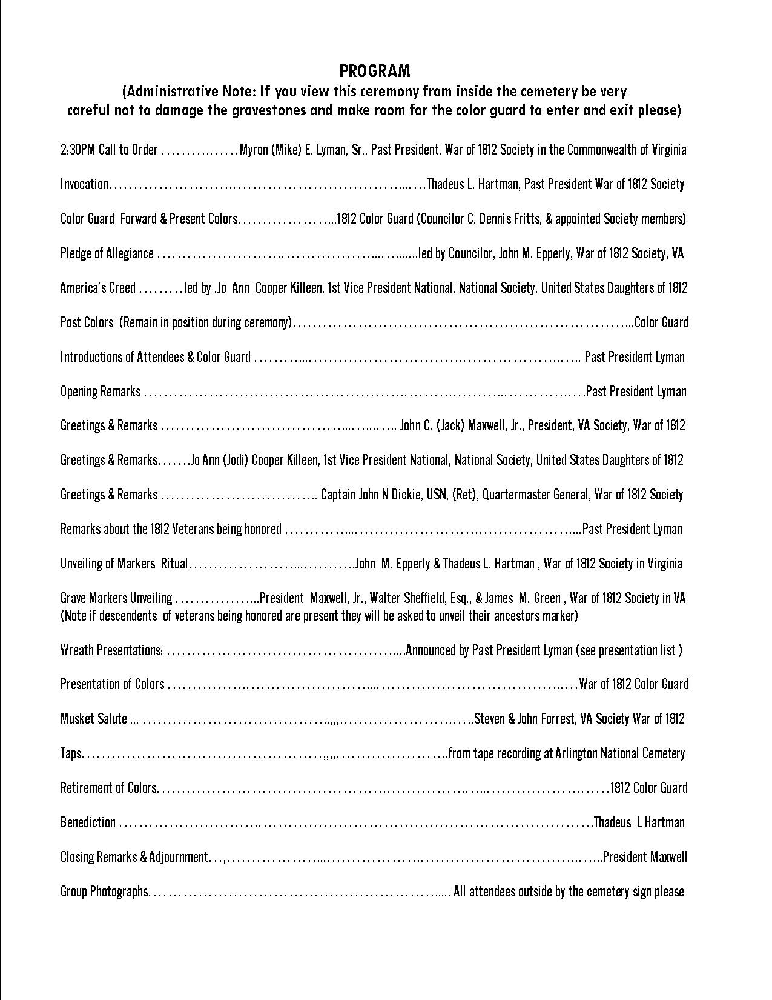 PROGRAM
(Administrative Note: If you view this ceremony from inside the cemetery be very
careful not to damage the gravestones and make room for the color guard to enter and exit please)
2:30PM Call to Order . . . . . . . . . .. . . . . . Myron (Mike) E. Lyman, Sr., Past President, War of 1812 Society in the Commonwealth of Virginia
Invocation. . . . . . . . . . . . . . . . . . . . . . . . .. . . . . . . . . . . . . . . . . . . . . . . . . . . . . . . . .... . . .Thadeus L. Hartman, Past President War of 1812 Society
Color Guard Forward & Present Colors. . . . . . . . . . . . . . . . . . ...1812 Color Guard (Councilor C. Dennis Fritts, & appointed Society members)
Pledge of Allegiance . . . . . . . . . . . . . . . . . . . . . . . . .. . . . . . . . . . . . . . . . . . ... . . .......led by Councilor, John M. Epperly, War of 1812 Society, VA
America's Creed . . . . . . . . . led by .Jo Ann Cooper Killeen, 1st Vice President National, National Society, United States Daughters of 1812
Post Colors (Remain in position during ceremony). . . . . . . . . . . . . . . . . . . . . . . . . . . . . . . . . . . . . . . . . . . . . . . . . . . . . . . . . . . . . . . . . . ...Color Guard
Introductions of Attendees & Color Guard . . . . . . . . . .... . . . . . . . . . . . . . . . . . . . . . . . . . . . . . .. . . . . . . . . . . . . . . . . . . .. . . .. Past President Lyman
Opening Remarks . . . . . . . . . . . . . . . . . . . . . . . . . . . . . . . . . . . . . . . . . . . . . . . . . . . .. . . . . . . . . .. . . . . . . . . ... . . . . . . . . . . . . .. . . .Past President Lyman
Greetings & Remarks . . . . . . . . . . . . . . . . . . . . . . . . . . . . . . . . . . . . .... . .... . .. John C. (Jack) Maxwell, Jr., President, VA Society, War of 1812
Greetings & Remarks. . . . . . .Jo Ann (Jodi) Cooper Killeen, 1st Vice President National, National Society, United States Daughters of 1812
Greetings & Remarks . . . . . . . . . . . . . . . . . . . . . . . . . . . . . . .. Captain John N Dickie, USN, (Ret), Quartermaster General, War of 1812 Society
Remarks about the 1812 Veterans being honored . . . . . . . . . . . . .... . . . . . . . . . . . . . . . . . . . . . . . . .. . . . . . . . . . . . . . . . . . ....Past President Lyman
Unveiling of Markers Ritual. . . . . . . . . . . . . . . . . . . . . .... . . . . . . . . . .John M. Epperly & Thadeus L. Hartman , War of 1812 Society in Virginia
Grave Markers Unveiling . . . . . . . . . . . . . . . . ..President Maxwell, Jr., Walter Sheffield, Esq., & James M. Green , War of 1812 Society in VA
(Note if descendents of veterans being honored are present they will be asked to unveil their ancestors marker)
Wreath Presentations: . . . . . . . . . . . . . . . . . . . . . . . . . . . . . . . . . . . . . . . . . . . . . . ....Announced by Past President Lyman (see presentation list )
Presentation of Colors . . . . . . . . . . . . . . . .. . . . . . . . . . . . . . . . . . . . . . . . .... . . . . . . . . . . . . . . . . . . . . . . . . . . . . . . . . . . . . .. . . . War of 1812 Color Guard
Musket Salute ... . . . . . . . . . . . . . . . . . . . . . . . . . . . . . . . . . . . . .,,,,,,. . . . . . . . . . . . . . . . . . . . . .. . . . .Steven & John Forrest, VA Society War of 1812
Taps. . . . . . . . . . . . . . . . . . . . . . . . . . . . . . . . . . . . . . . . . . . . . . . . .,,,,. . . . . . . . . . . . . . . . . . . . . . .from tape recording at Arlington National Cemetery
Retirement of Colors. . . . . . . . . . . . . . . . . . . . . . . . . . . . . . . . . . . . . . . . . . . . . .. . . . . . . . . . . . . . . . .. . ... . . . . . . . . . . . . . . . . . . .. . . . . . 1812 Color Guard
Benediction . . . . . . . . . . . . . . . . . . . . . . . . . . . .. . . . . . . . . . . . . . . . . . . . . . . . . . . . . . . . . . . . . . . . . . . . . . . . . . . . . . . . . . . . . . . . . . .Thadeus L Hartman
Closing Remarks & Adjournment. . .,. . . . . . . . . . . . . . . . . . .... . . . . . . . . . . . . . . . . . . .. . . . . . . . . . . . . . . . . . . . . . . . . . . . . . .. . . ..President Maxwell
Group Photographs. . . . . . . . . . . . . . . . . . . . . . . . . . . . . . . . . . . . . . . . . . . . . . . . . . . . . . . . . ..... All attendees outside by the cemetery sign please